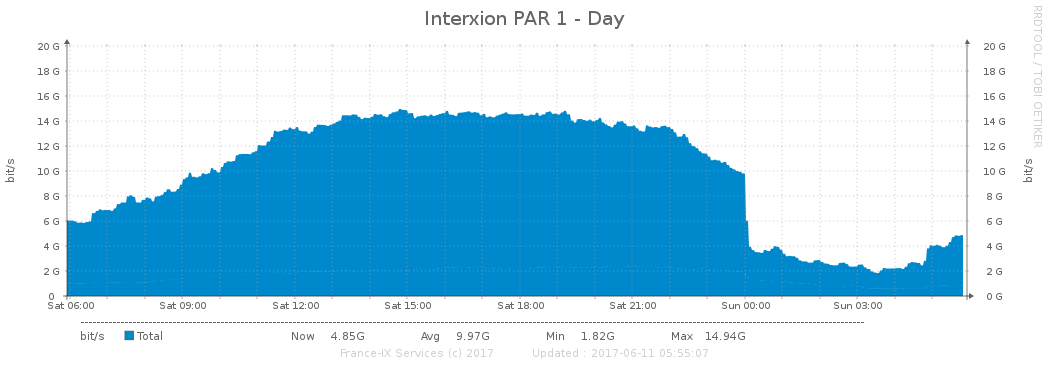 Interxion PAR 1 - Day
RRDTOOL / TOBI OETIKER
20 G 20 G
18 G 18 G
16 G 16 G
14 G 14 G
12 G 12 G
10 G 10 G
8 G 8 G
6 G 6 G
4 G 4 G
2 G 2 G
0 0 G
bit/s bit/s
Sat 06:00 Sat 09:00 Sat 12:00 Sat 15:00 Sat 18:00 Sat 21:00 Sun 00:00 Sun 03:00
bit/s Total Now 4.85G Avg 9.97G Min 1.82G Max 14.94G
France-IX Services (c) 2017 Updated : 2017-06-11 05:55:07